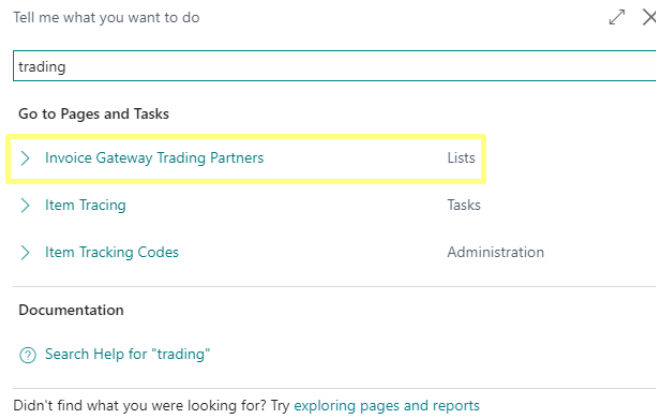 Tell me what you want to do
trading
Go to Pages and Tasks
Invoice Gateway Trading Partners Lists
Item Tracing Tasks
Item Tracking Codes Administration
Documentation
Search Help for "trading"
Didn't find what you were looking for? Try exploring pages and reports